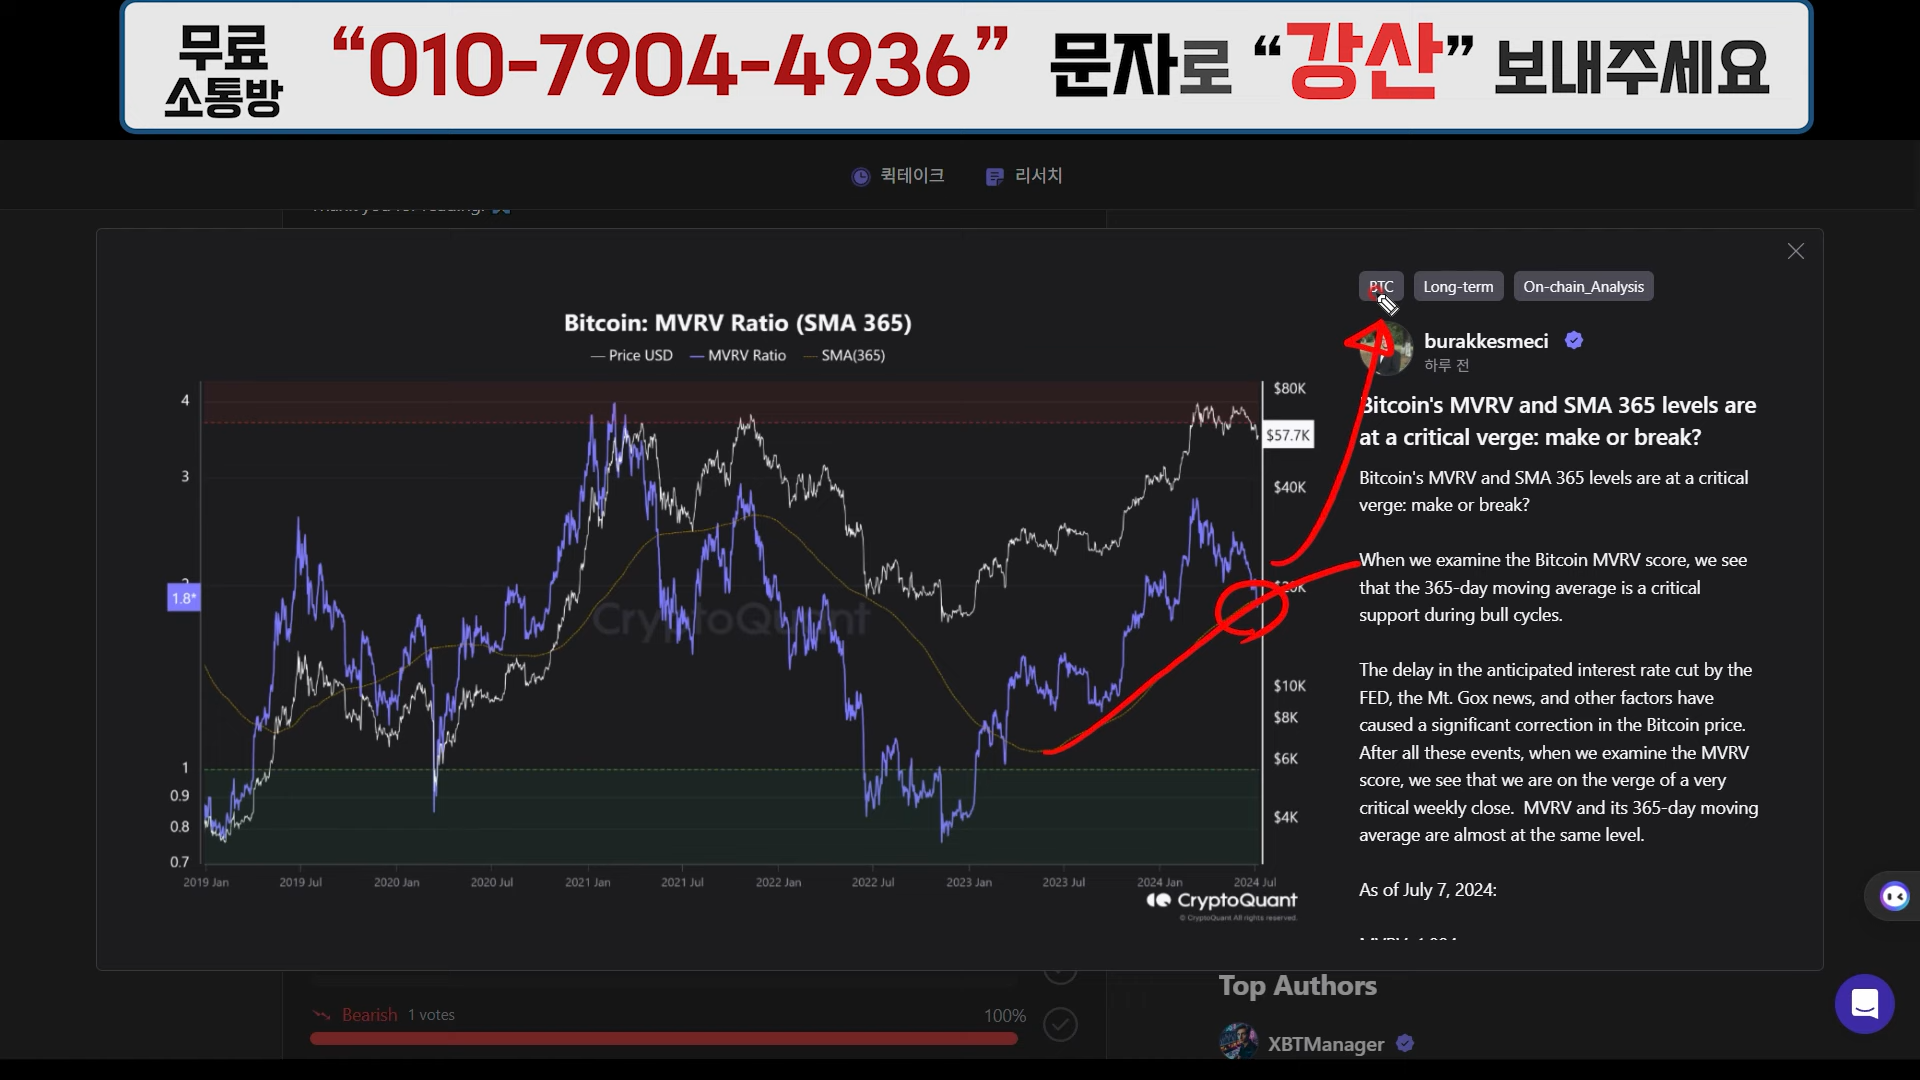 무료
소통방
“010-7904-4936” 문자로 “강산” 보내주세요
퀵테이크
리서치
BTC
Long-term
On-chain_Analysis
burakkesmeci
하루 전
Bitcoin: MVRV Ratio (SMA 365)
Price USD
MVRV Ratio
SMA(365)
4
3
2
1.8*
1
0.9
0.8
0.7
$80K
$57.7K
$40K
$20K
$10K
$8K
$6K
$4K
CryptoQuant
2019 Jan
2019 Jul
2020 Jan
2020 Jul
2021 Jan
2021 Jul
2022 Jan
2022 Jul
2023 Jan
2023 Jul
2024 Jan
2024 Jul
CryptoQuant
© CryptoQuant All rights reserved.
Bitcoin's MVRV and SMA 365 levels are
at a critical verge: make or break?
Bitcoin's MVRV and SMA 365 levels are at a critical
verge: make or break?
When we examine the Bitcoin MVRV score, we see
that the 365-day moving average is a critical
support during bull cycles.
The delay in the anticipated interest rate cut by the
FED, the Mt. Gox news, and other factors have
caused a significant correction in the Bitcoin price.
After all these events, when we examine the MVRV
score, we see that we are on the verge of a very
critical weekly close. MVRV and its 365-day moving
average are almost at the same level.
As of July 7, 2024:
Bearish 1 votes
100%
Top Authors
XBTManager